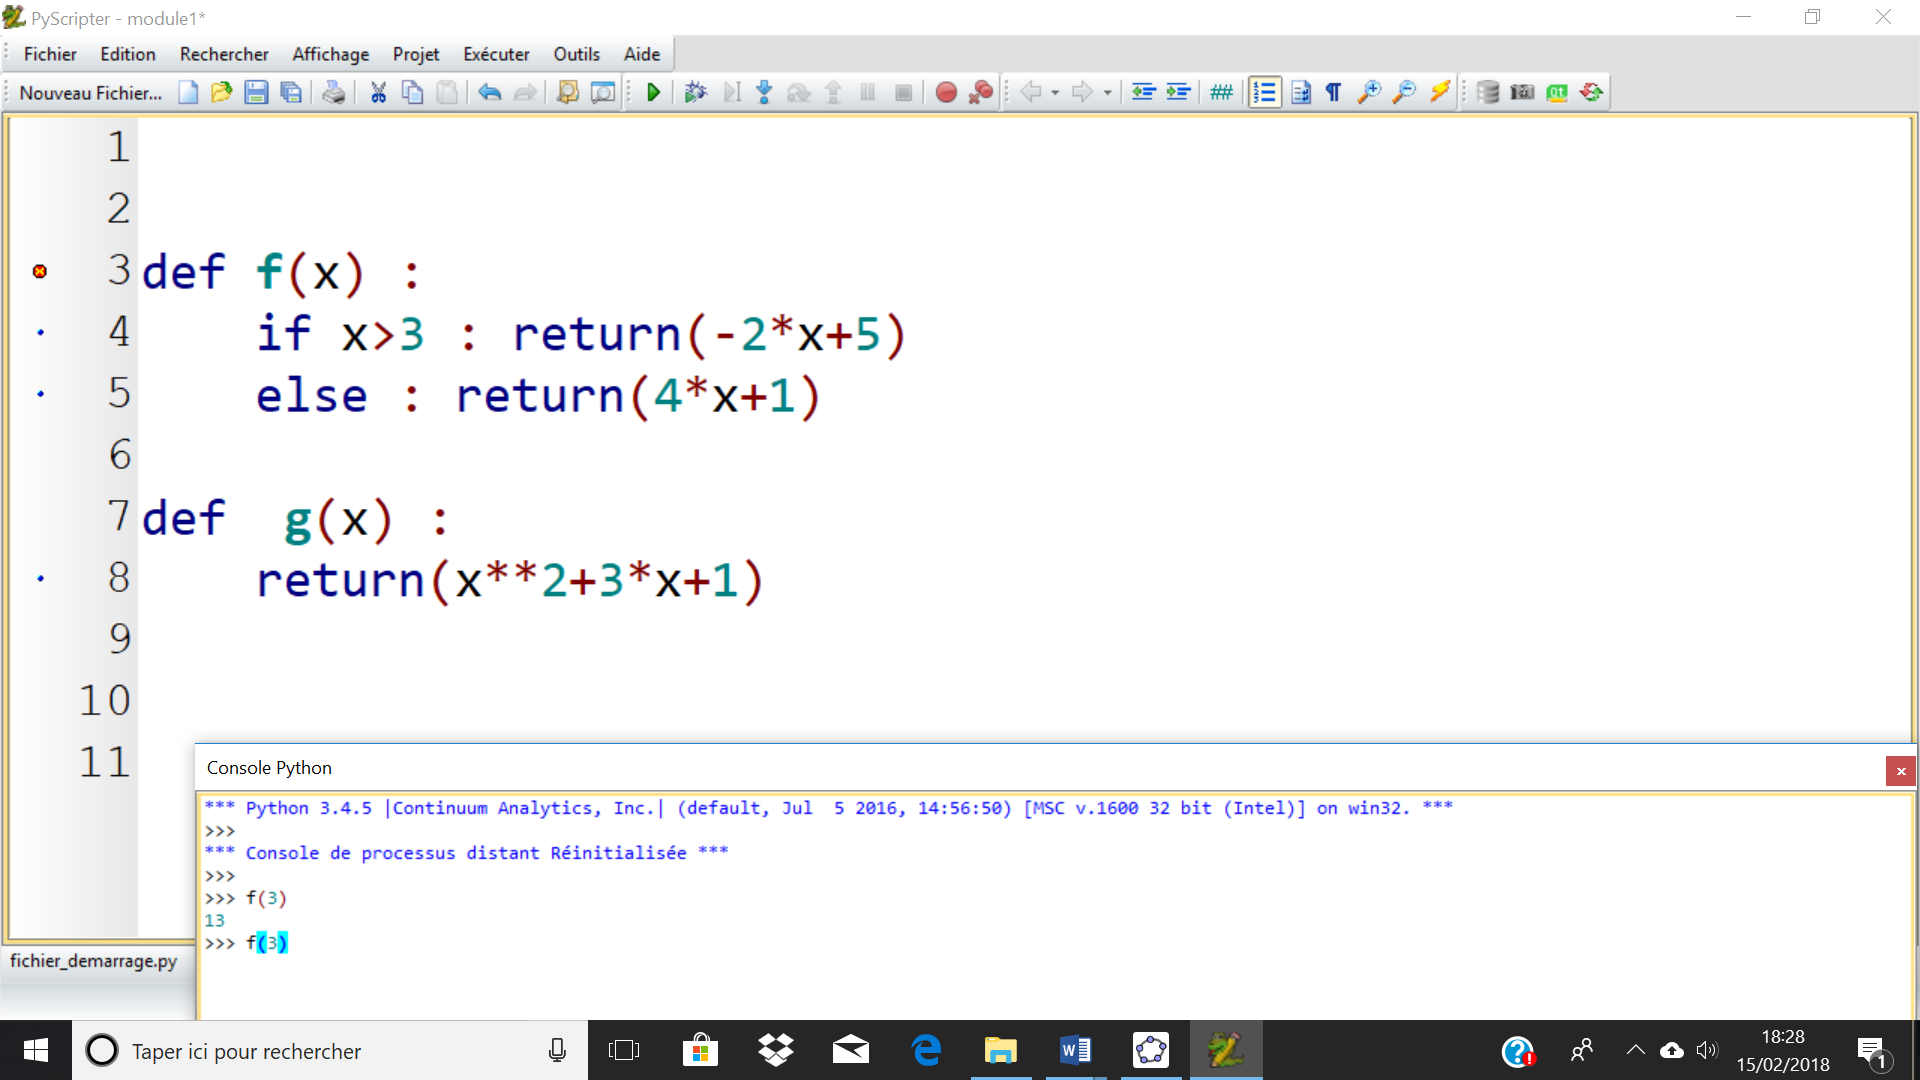 PyScripter - module1*
Fichier Edition Rechercher Affichage Projet Exécuter Outils Aide
Nouveau Fichier...
1
2
3 def f(x) :
4 if x>3 : return(-2*x+5)
5 else : return(4*x+1)
6
7 def  g(x) :
8 return(x**2+3*x+1)
9
10
11
Console Python
*** Python 3.4.5 |Continuum Analytics, Inc.| (default, Jul  5 2016, 14:56:50) [MSC v.1600 32 bit (Intel)] on win32. ***
>>>
*** Console de processus distant Réinitialisée ***
>>>
>>> f(3)
13
>>> f(3)
fichier_demarrage.py
Taper ici pour rechercher
18:28
15/02/2018
1